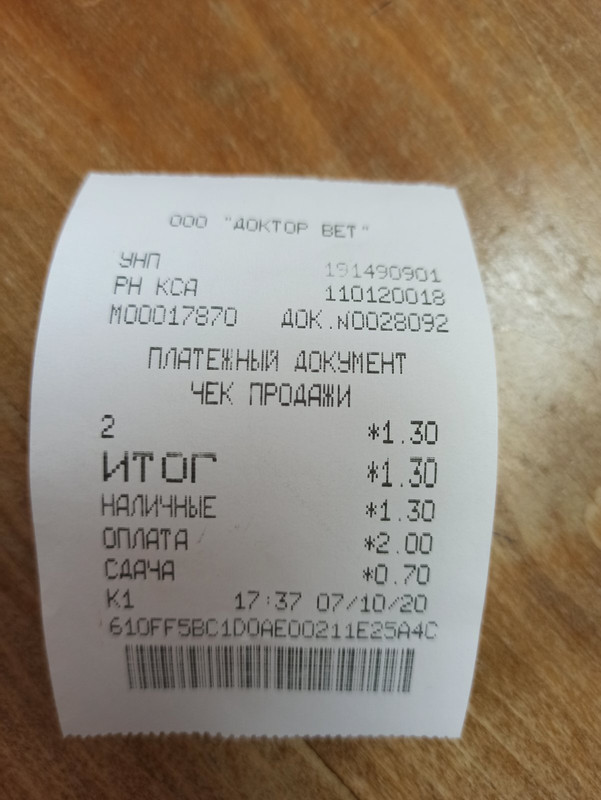 ООО "ДОКТОР ВЕТ"
УНП 191490901
РН КСА 110120018
М00017870 ДОК.N0028092
ПЛАТЕЖНЫЙ ДОКУМЕНТ
ЧЕК ПРОДАЖИ
2 *1.30
ИТОГ *1.30
НАЛИЧНЫЕ *1.30
ОПЛАТА *2.00
СДАЧА *0.70
К1 17:37 07/10/20
610FF5BC1D0AE00211E25A4C